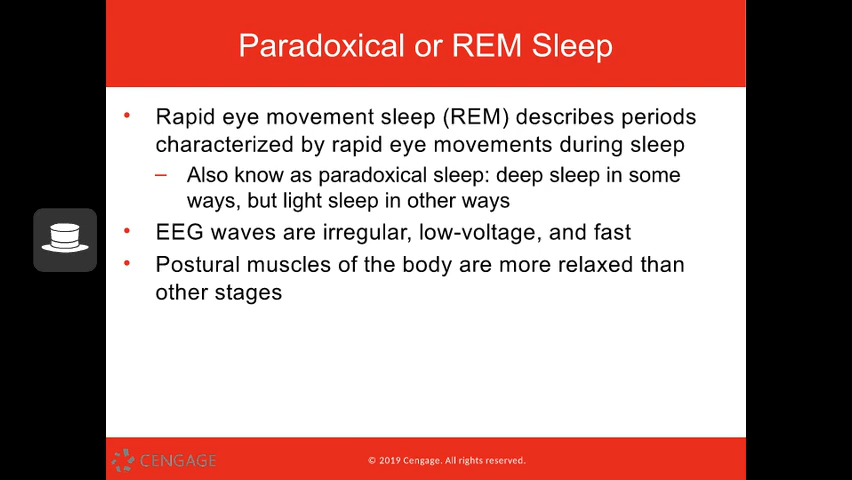 Paradoxical or REM Sleep
• Rapid eye movement sleep (REM) describes periods
characterized by rapid eye movements during sleep
– Also know as paradoxical sleep: deep sleep in some
ways, but light sleep in other ways
• EEG waves are irregular, low-voltage, and fast
• Postural muscles of the body are more relaxed than
other stages
CENGAGE
© 2019 Cengage. All rights reserved.